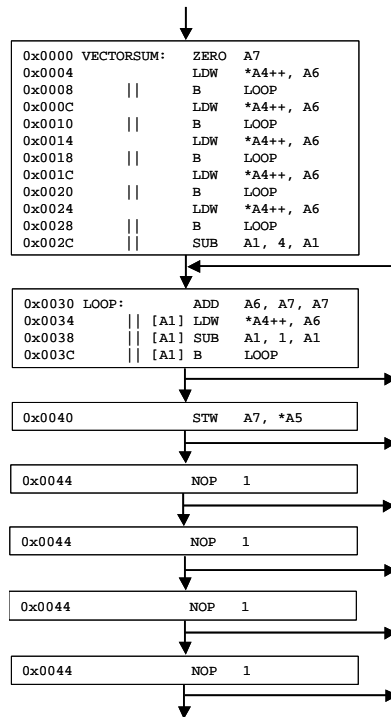 0x0000 VECTORSUM: ZERO A7
0x0004 LDW *A4++, A6
0x0008 || B LOOP
0x000C LDW *A4++, A6
0x0010 || B LOOP
0x0014 LDW *A4++, A6
0x0018 || B LOOP
0x001C LDW *A4++, A6
0x0020 || B LOOP
0x0024 LDW *A4++, A6
0x0028 || B LOOP
0x002C || SUB A1, 4, A1
0x0030 LOOP: ADD A6, A7, A7
0x0034 || [A1] LDW *A4++, A6
0x0038 || [A1] SUB A1, 1, A1
0x003C || [A1] B LOOP
0x0040 STW A7, *A5
0x0044 NOP 1
0x0044 NOP 1
0x0044 NOP 1
0x0044 NOP 1